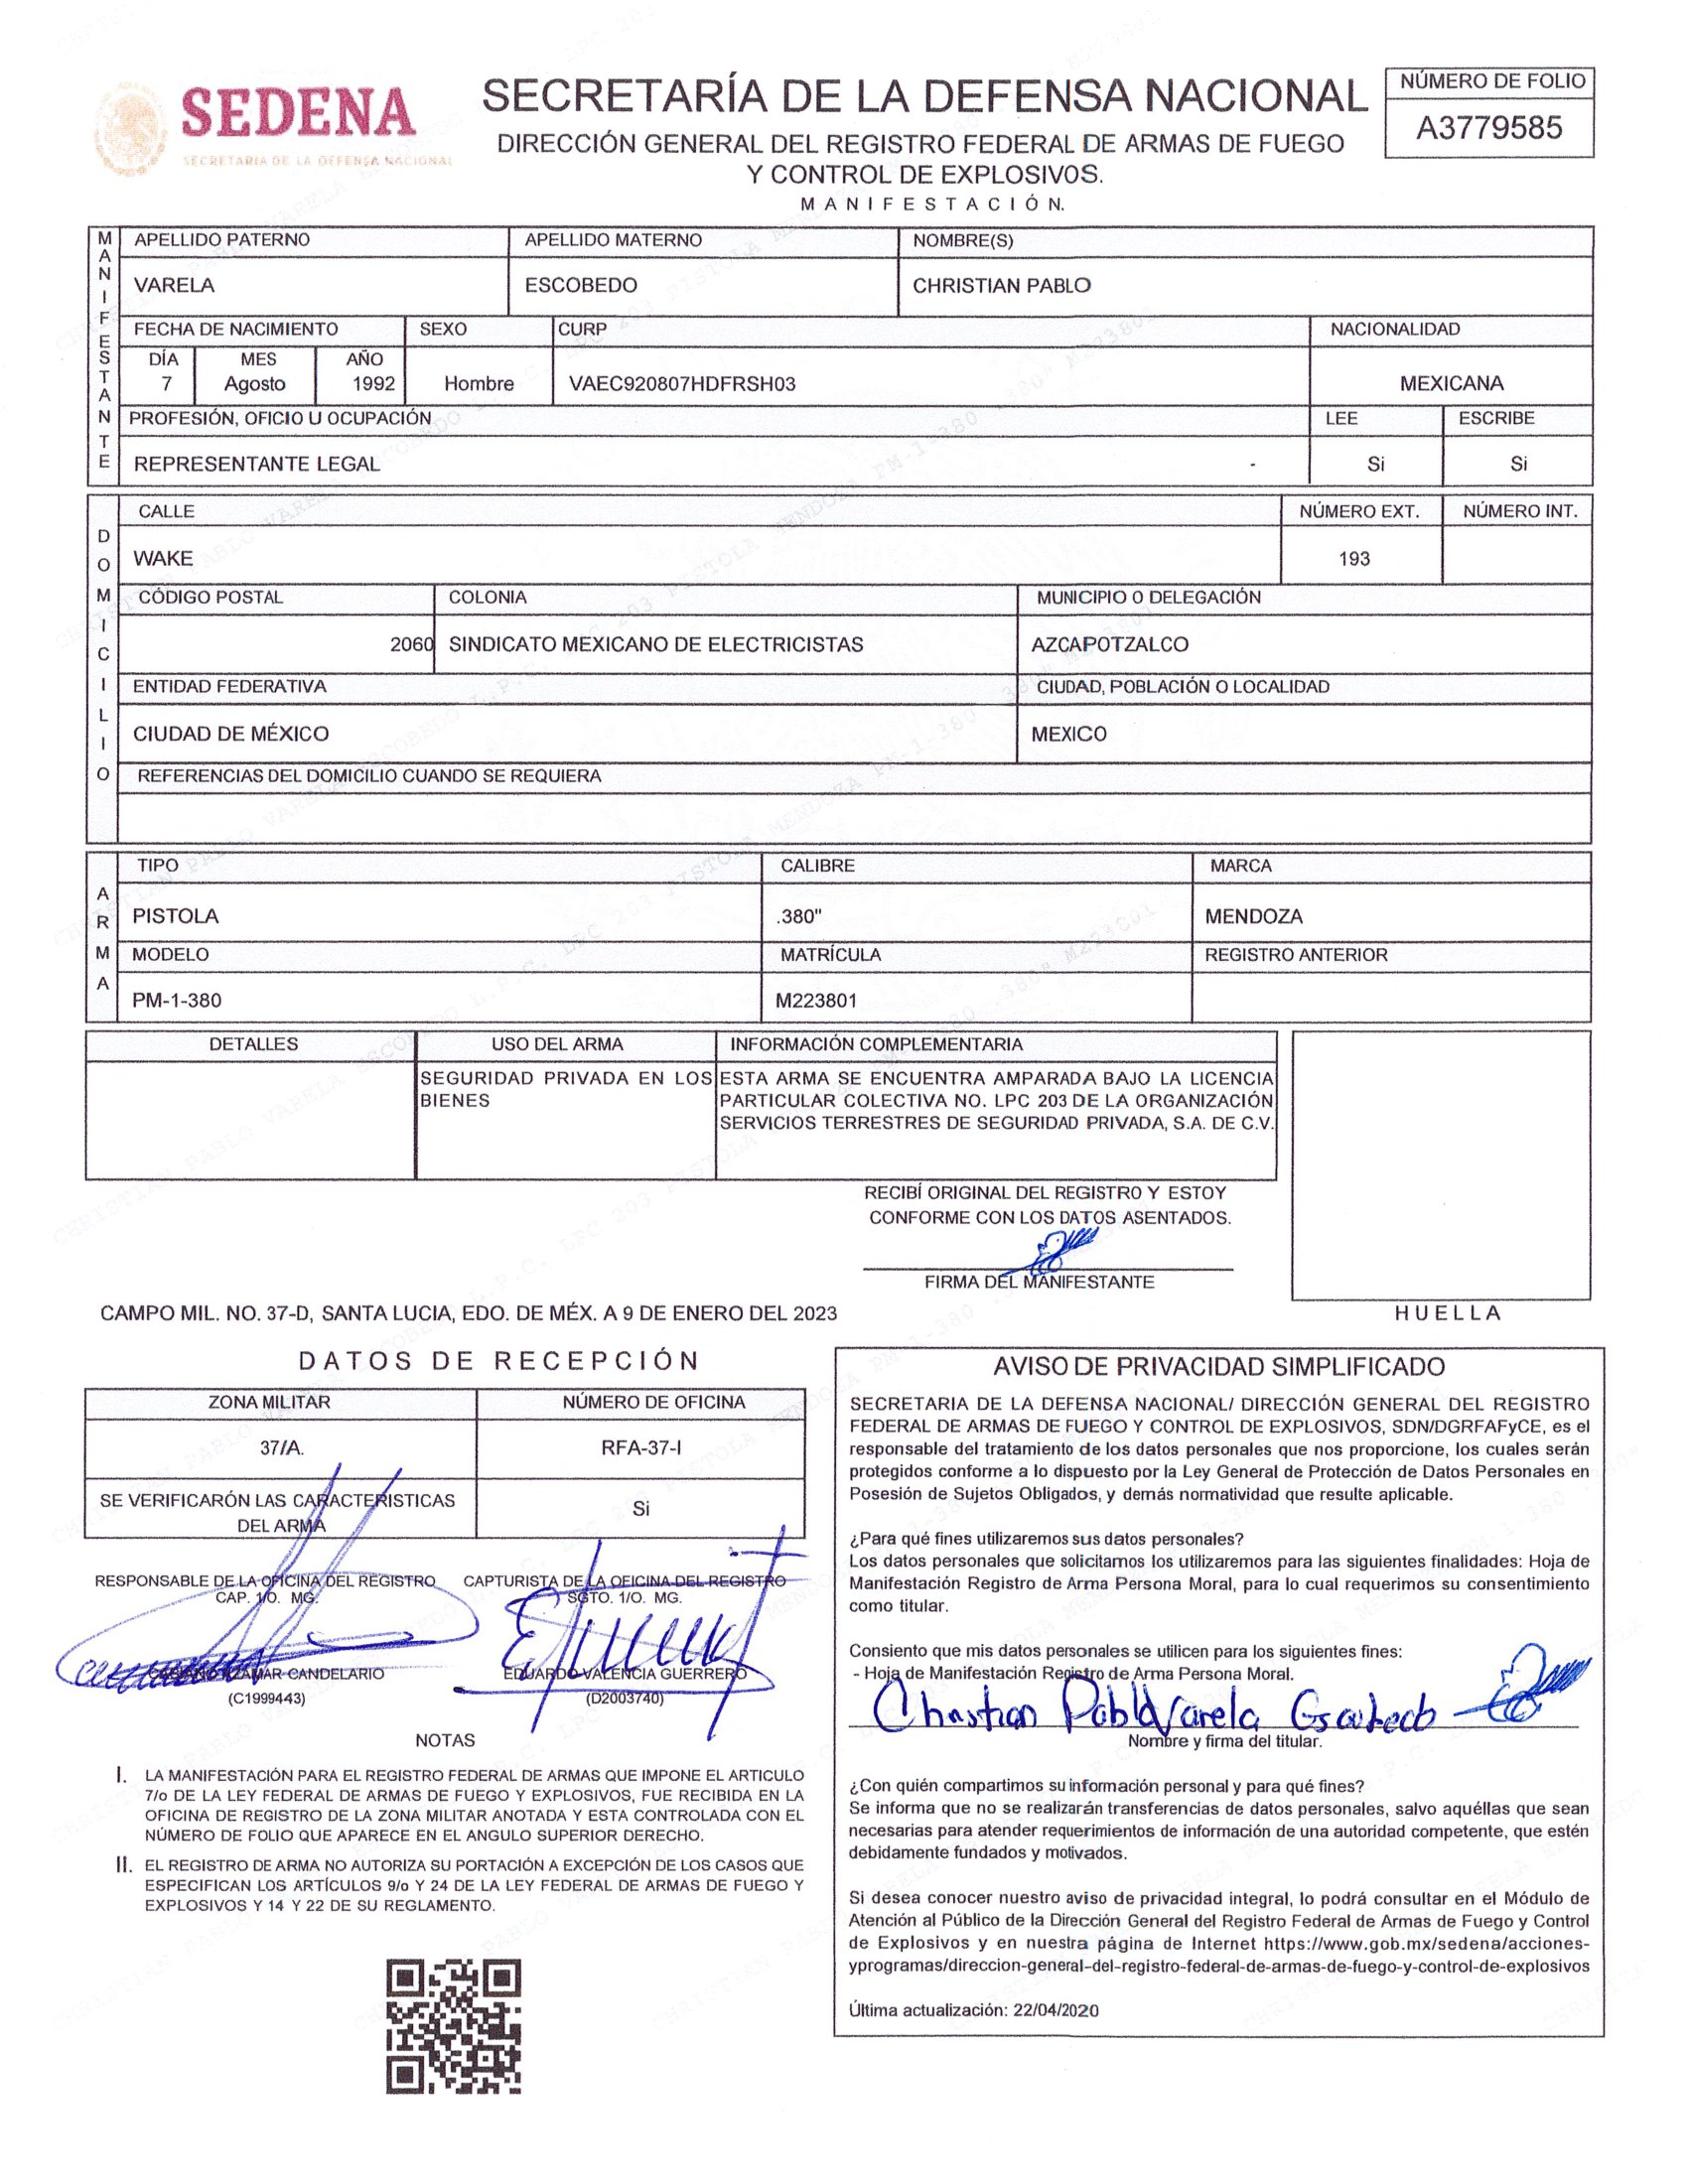 SEDENA
SECRETARÍA DE LA DEFENSA NACIONAL
SECRETARÍA DE LA DEFENSA NACIONAL
DIRECCIÓN GENERAL DEL REGISTRO FEDERAL DE ARMAS DE FUEGO
Y CONTROL DE EXPLOSIVOS.
MANIFESTACIÓN.
NÚMERO DE FOLIO
A3779585
MANIFESTANTE
APELLIDO PATERNO APELLIDO MATERNO NOMBRE(S)
VARELA ESCOBEDO CHRISTIAN PABLO
FECHA DE NACIMIENTO SEXO CURP NACIONALIDAD
DÍA MES AÑO
7 Agosto 1992 Hombre VAEC920807HDFRSH03 MEXICANA
PROFESIÓN, OFICIO U OCUPACIÓN LEE ESCRIBE
REPRESENTANTE LEGAL Si Si
DOMICILIO
CALLE NÚMERO EXT. NÚMERO INT.
WAKE 193
CÓDIGO POSTAL COLONIA MUNICIPIO O DELEGACIÓN
2060 SINDICATO MEXICANO DE ELECTRICISTAS AZCAPOTZALCO
ENTIDAD FEDERATIVA CIUDAD, POBLACIÓN O LOCALIDAD
CIUDAD DE MÉXICO MEXICO
REFERENCIAS DEL DOMICILIO CUANDO SE REQUIERA
ARMA
TIPO CALIBRE MARCA
PISTOLA .380" MENDOZA
MODELO MATRÍCULA REGISTRO ANTERIOR
PM-1-380 M223801
DETALLES USO DEL ARMA INFORMACIÓN COMPLEMENTARIA
SEGURIDAD PRIVADA EN LOS BIENES
ESTA ARMA SE ENCUENTRA AMPARADA BAJO LA LICENCIA
PARTICULAR COLECTIVA NO. LPC 203 DE LA ORGANIZACIÓN
SERVICIOS TERRESTRES DE SEGURIDAD PRIVADA, S.A. DE C.V.
RECIBÍ ORIGINAL DEL REGISTRO Y ESTOY
CONFORME CON LOS DATOS ASENTADOS.
FIRMA DEL MANIFESTANTE
HUELLA
CAMPO MIL. NO. 37-D, SANTA LUCIA, EDO. DE MÉX. A 9 DE ENERO DEL 2023
DATOS DE RECEPCIÓN
ZONA MILITAR NÚMERO DE OFICINA
37/A. RFA-37-I
SE VERIFICARÓN LAS CARACTERISTICAS
DEL ARMA
Si
RESPONSABLE DE LA OFICINA DEL REGISTRO CAPTURISTA DE LA OFICINA DEL REGISTRO
CAP. 1/O. MG. SGTO. 1/O. MG.
AZAMAR CANDELARIO EDUARDO VALENCIA GUERRERO
(C1999443) (D2003740)
NOTAS
I. LA MANIFESTACIÓN PARA EL REGISTRO FEDERAL DE ARMAS QUE IMPONE EL ARTICULO
7/o DE LA LEY FEDERAL DE ARMAS DE FUEGO Y EXPLOSIVOS, FUE RECIBIDA EN LA
OFICINA DE REGISTRO DE LA ZONA MILITAR ANOTADA Y ESTA CONTROLADA CON EL
NÚMERO DE FOLIO QUE APARECE EN EL ANGULO SUPERIOR DERECHO.
II. EL REGISTRO DE ARMA NO AUTORIZA SU PORTACIÓN A EXCEPCIÓN DE LOS CASOS QUE
ESPECIFICAN LOS ARTÍCULOS 9/o Y 24 DE LA LEY FEDERAL DE ARMAS DE FUEGO Y
EXPLOSIVOS Y 14 Y 22 DE SU REGLAMENTO.
AVISO DE PRIVACIDAD SIMPLIFICADO
SECRETARIA DE LA DEFENSA NACIONAL/ DIRECCIÓN GENERAL DEL REGISTRO
FEDERAL DE ARMAS DE FUEGO Y CONTROL DE EXPLOSIVOS, SDN/DGRFAFyCE, es el
responsable del tratamiento de los datos personales que nos proporcione, los cuales serán
protegidos conforme a lo dispuesto por la Ley General de Protección de Datos Personales en
Posesión de Sujetos Obligados, y demás normatividad que resulte aplicable.
¿Para qué fines utilizaremos sus datos personales?
Los datos personales que solicitamos los utilizaremos para las siguientes finalidades: Hoja de
Manifestación Registro de Arma Persona Moral, para lo cual requerimos su consentimiento
como titular.
Consiento que mis datos personales se utilicen para los siguientes fines:
- Hoja de Manifestación Registro de Arma Persona Moral.
Christian Pablo Varela Escobedo
Nombre y firma del titular.
¿Con quién compartimos su información personal y para qué fines?
Se informa que no se realizarán transferencias de datos personales, salvo aquéllas que sean
necesarias para atender requerimientos de información de una autoridad competente, que estén
debidamente fundados y motivados.
Si desea conocer nuestro aviso de privacidad integral, lo podrá consultar en el Módulo de
Atención al Público de la Dirección General del Registro Federal de Armas de Fuego y Control
de Explosivos y en nuestra página de Internet https://www.gob.mx/sedena/acciones-
yprogramas/direccion-general-del-registro-federal-de-armas-de-fuego-y-control-de-explosivos
Última actualización: 22/04/2020